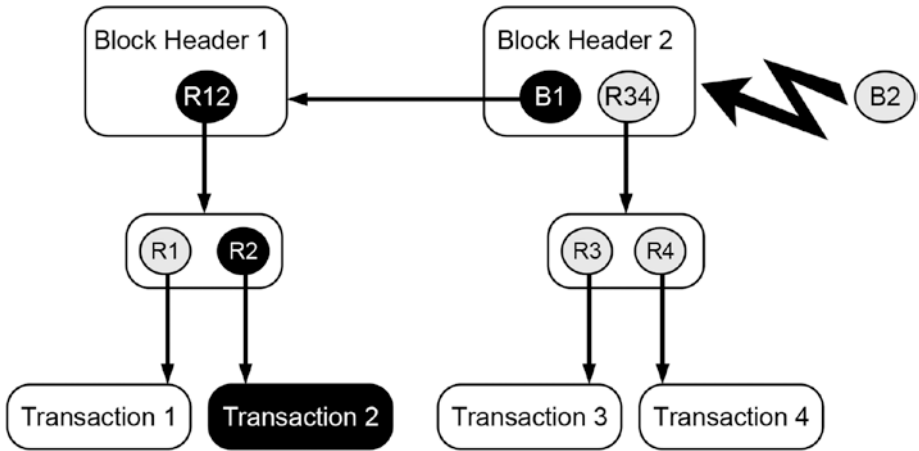 Block Header 1
Block Header 2
R12
B1
R34
B2
R1
R2
R3
R4
Transaction 1
Transaction 2
Transaction 3
Transaction 4